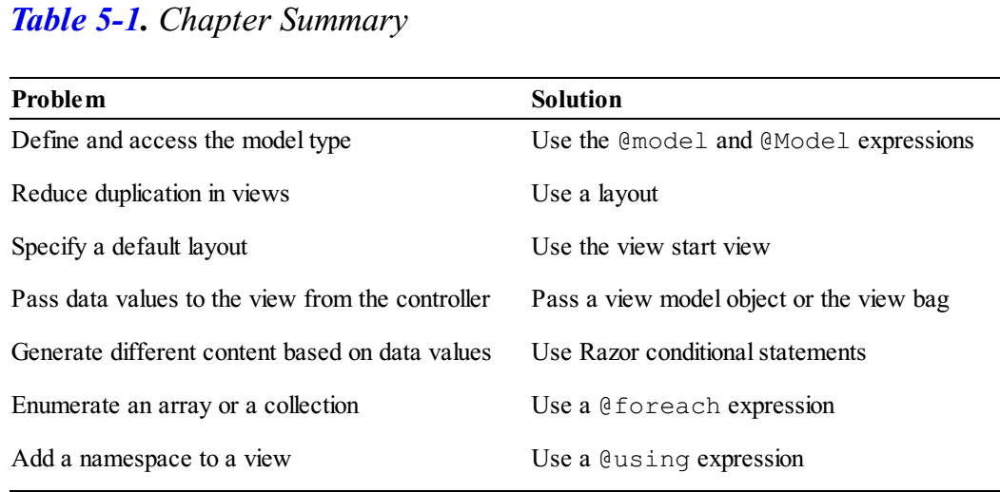 Table 5-1. Chapter Summary
Problem Solution
Define and access the model type Use the @model and @Model expressions
Reduce duplication in views Use a layout
Specify a default layout Use the view start view
Pass data values to the view from the controller Pass a view model object or the view bag
Generate different content based on data values Use Razor conditional statements
Enumerate an array or a collection Use a @foreach expression
Add a namespace to a view Use a @using expression